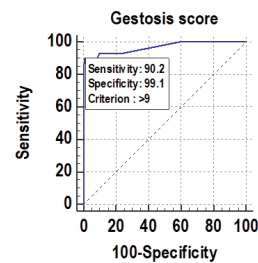 Gestosis score
100
80
60
40
20
0
Sensitivity
Sensitivity: 90.2
Specificity: 99.1
Criterion : >9
0 20 40 60 80 100
100-Specificity